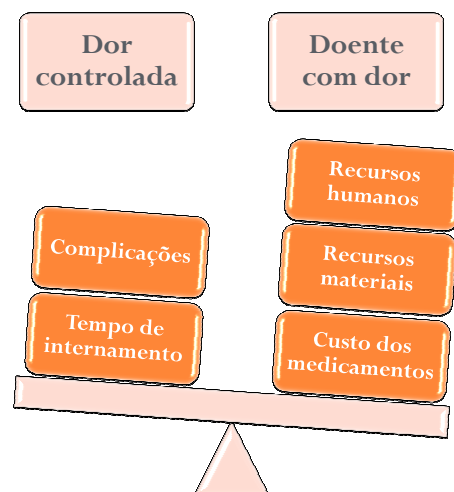 Dor
controlada
Doente
com dor
Complicações
Tempo de
internamento
Recursos
humanos
Recursos
materiais
Custo dos
medicamentos